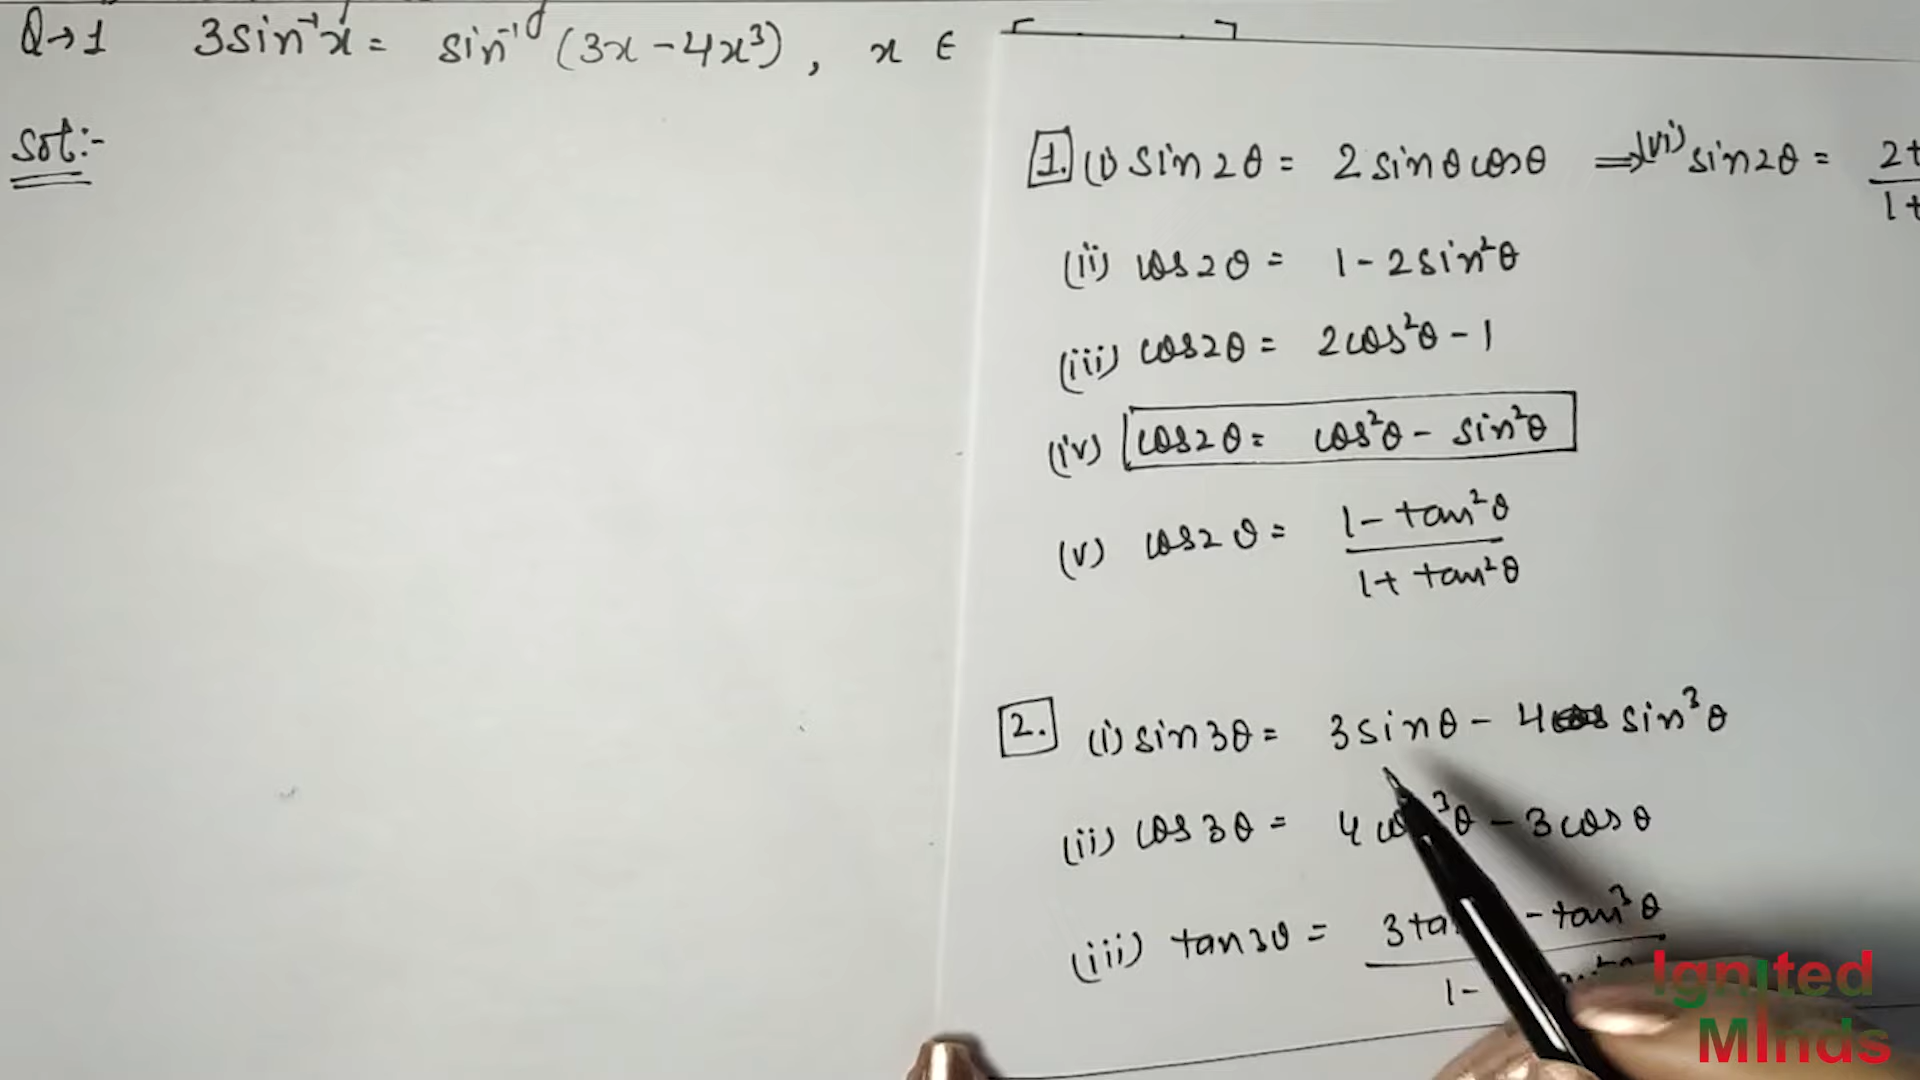 Q→1 3sin⁻¹x = sin⁻¹(3x-4x³), x ∈
Sol:-
1. (i) sin2θ = 2sinθcosθ ⟹ (vi) sin2θ =
(ii) cos2θ = 1-2sin²θ
(iii) cos2θ = 2cos²θ-1
(iv) cos2θ = cos²θ - sin²θ
(v) cos2θ = 1-tan²θ / 1+tan²θ
2. (i) sin3θ = 3sinθ - 4 sin³θ
(ii) cos3θ = 4cos³θ - 3cosθ
(iii) tan3θ = 3ta - tan³θ
1-
Ignited
Minds